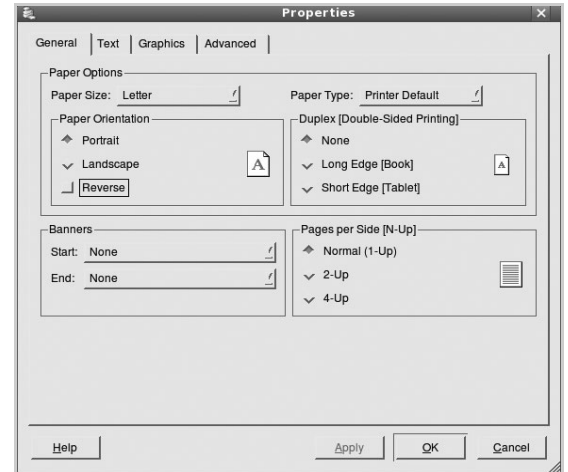 Properties
General Text Graphics Advanced
Paper Options
Paper Size: Letter Paper Type: Printer Default
Paper Orientation
Portrait
Landscape
Reverse
A
Duplex [Double-Sided Printing]
None
Long Edge [Book]
Short Edge [Tablet]
A
Banners
Start: None
End: None
Pages per Side [N-Up]
Normal (1-Up)
2-Up
4-Up
Help Apply OK Cancel